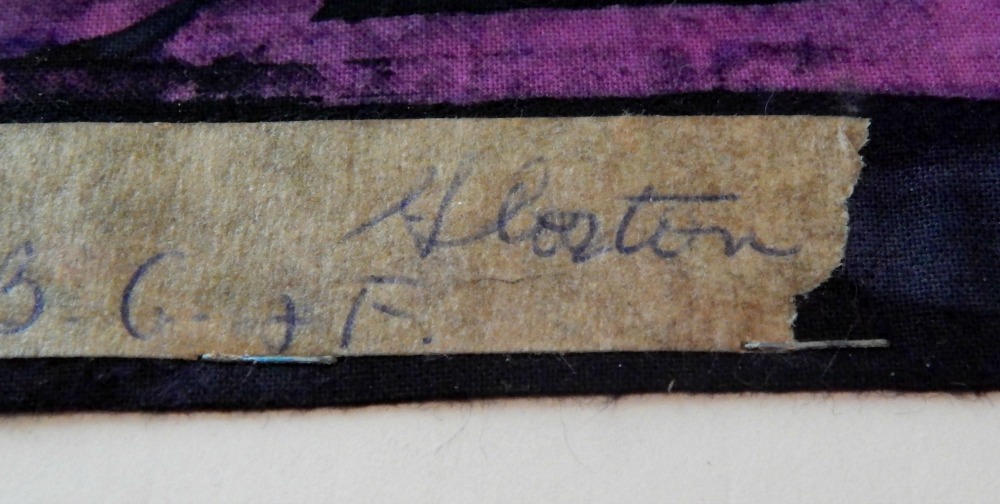 Hloston
B. C. + F.